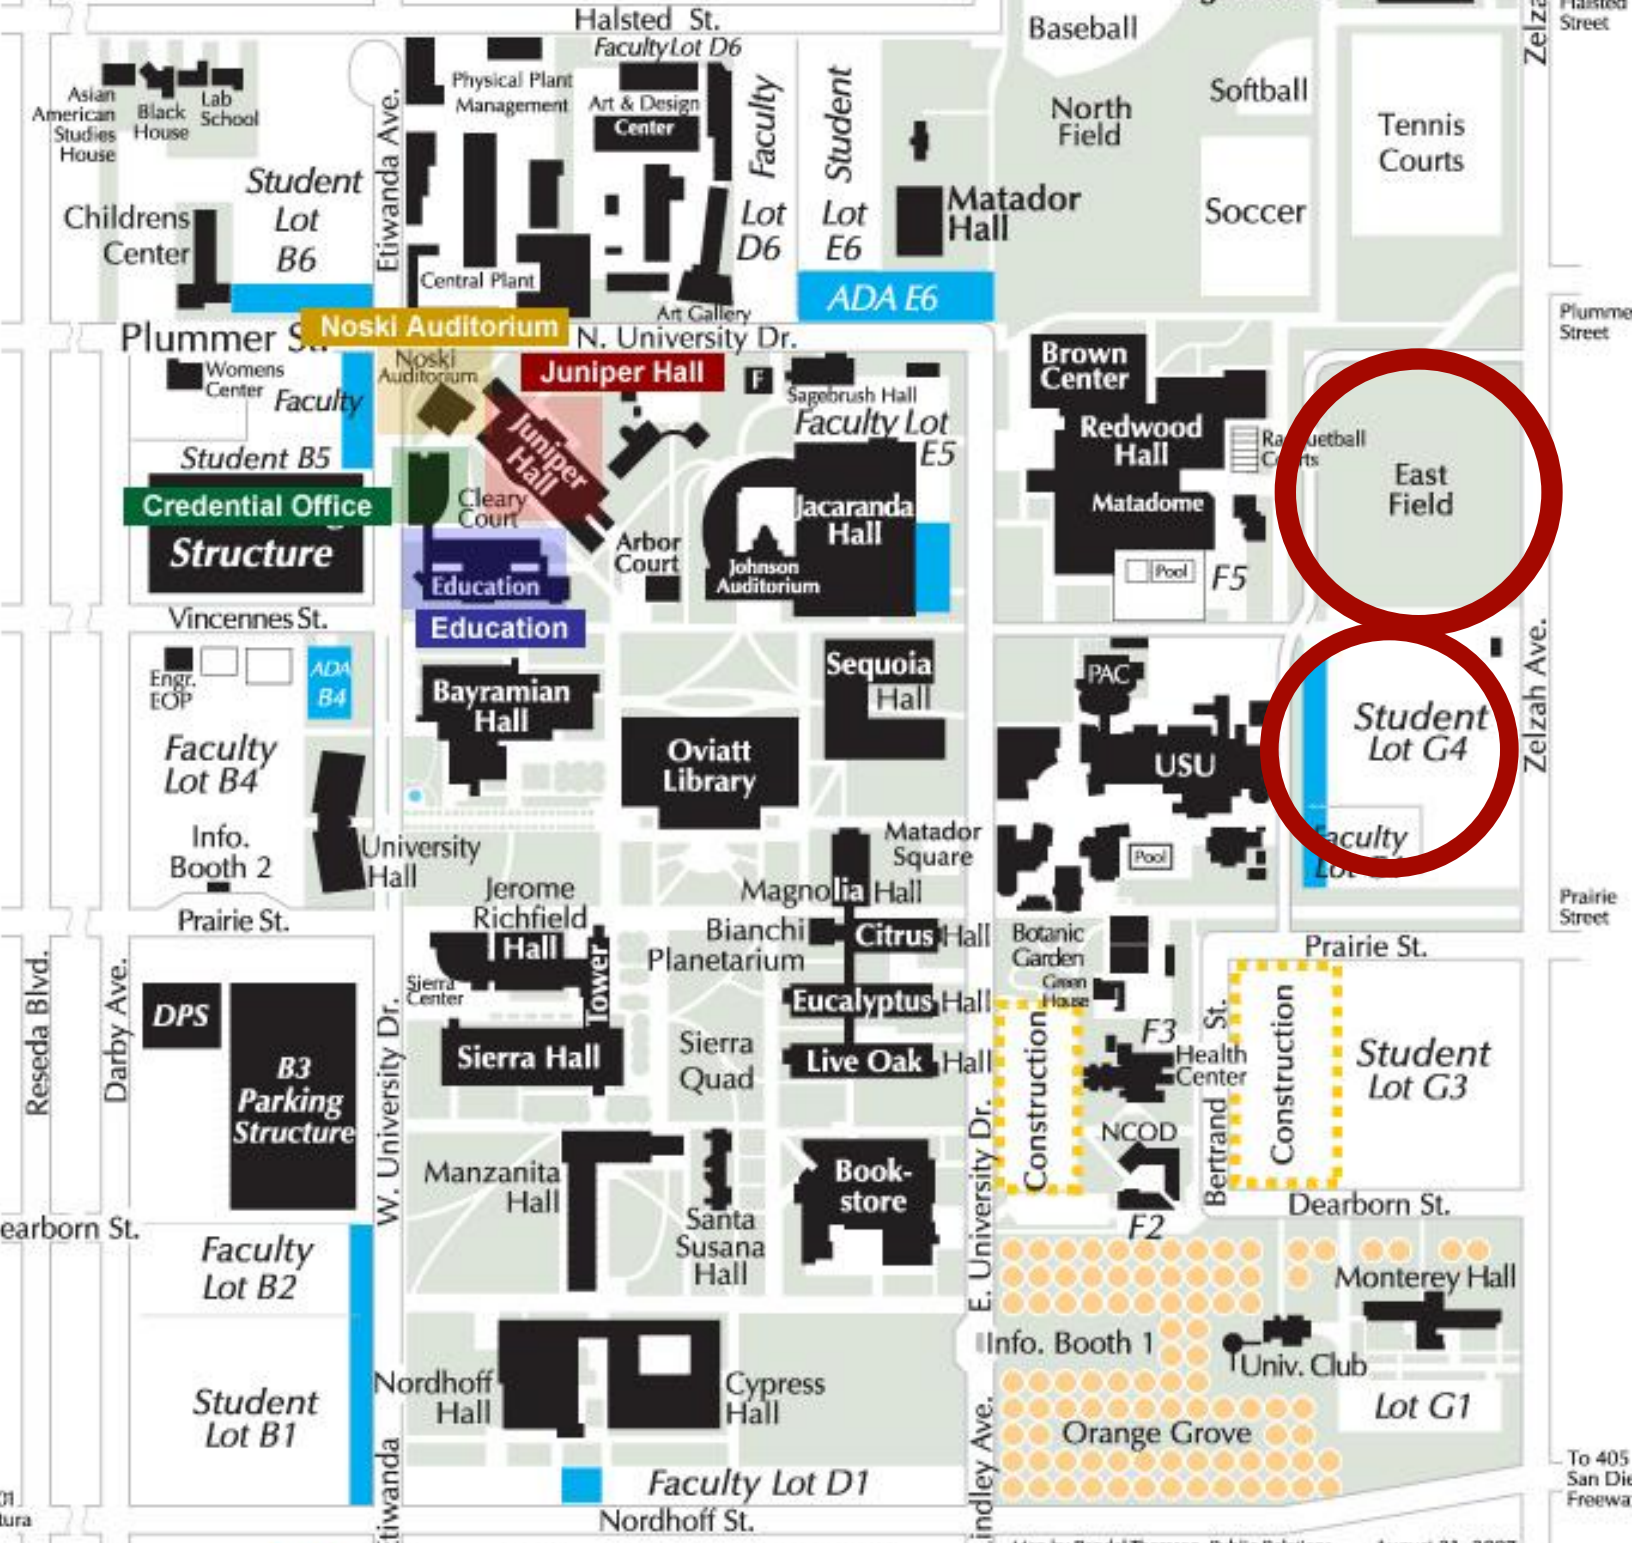 Halsted St.
Halsted
Street
Baseball
Faculty Lot D6
Physical Plant
Management
Art & Design
Center
Faculty
Lot
D6
Student
Lot
E6
North
Field
Softball
Tennis
Courts
Asian
American
Studies
House
Black
House
Lab
School
Etiwanda Ave.
Student
Lot
B6
Childrens
Center
Matador
Hall
Soccer
Central Plant
ADA E6
Art Gallery
Noski Auditorium
Plummer St.
N. University Dr.
Street
Noski
Auditorium
Juniper Hall
F
Sagebrush Hall
Brown
Center
Womens
Center
Faculty
Faculty Lot
E5
Redwood
Hall
Juniper
Hall
Student B5
East
Field
Credential Office
Structure
Cleary
Court
Jacaranda
Hall
Matadome
Arbor
Court
Johnson
Auditorium
Pool
F5
Education
Education
Vincennes St.
Engr.
EOP
ADA
B4
Bayramian
Hall
Sequoia
Hall
PAC
Student
Lot G4
Zelzah Ave.
Faculty
Lot B4
Oviatt
Library
USU
Info.
Booth 2
University
Hall
Matador
Square
Pool
Faculty
Jerome
Richfield
Hall
Tower
Magnolia Hall
Prairie St.
Prairie
Street
Bianchi
Planetarium
Citrus Hall
Botanic
Garden
Green
House
Prairie St.
Reseda Blvd.
Darby Ave.
DPS
Sierra
Center
Eucalyptus Hall
Construction
Construction
W. University Dr.
Sierra Hall
Sierra
Quad
Live Oak Hall
F3
Health
Center
Bertrand St.
Student
Lot G3
B3
Parking
Structure
E. University Dr.
NCOD
Manzanita
Hall
Book-
store
Santa
Susana
Hall
F2
Dearborn St.
earborn St.
Faculty
Lot B2
Monterey Hall
Info. Booth 1
Univ. Club
Student
Lot B1
Nordhoff
Hall
Cypress
Hall
Lot G1
Orange Grove
Faculty Lot D1
Nordhoff St.
To 405